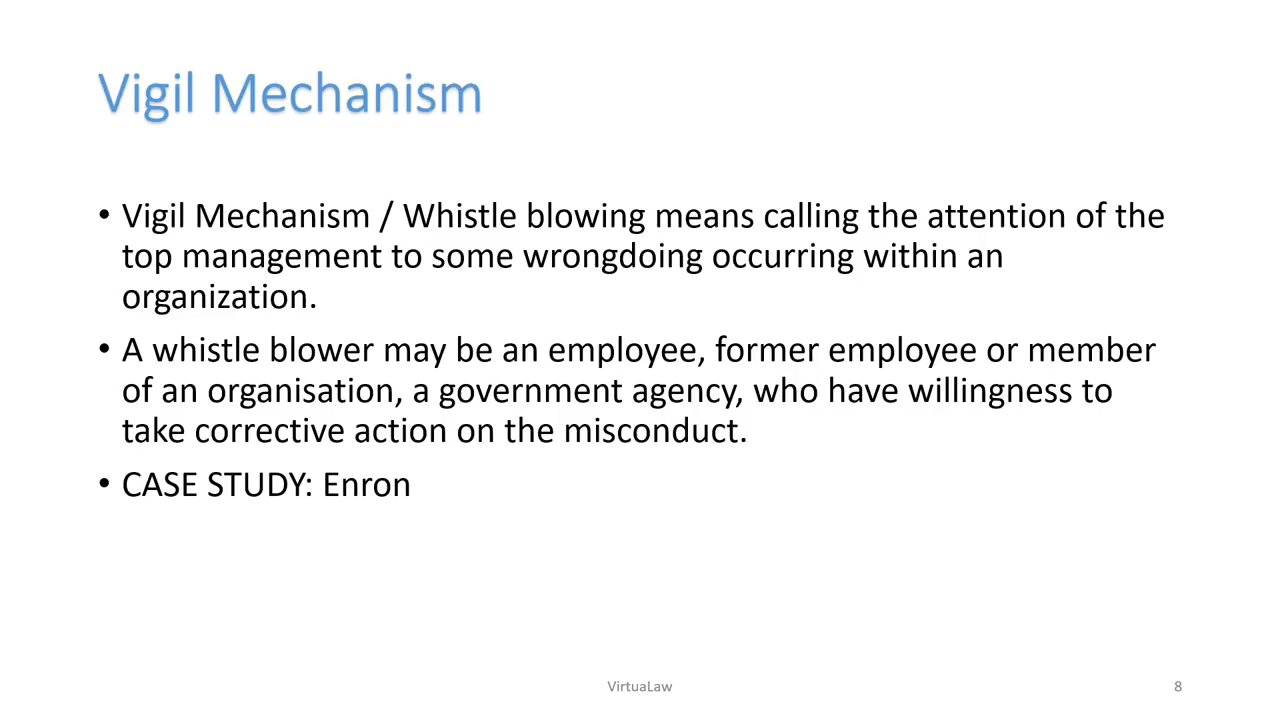 Vigil Mechanism
• Vigil Mechanism / Whistle blowing means calling the attention of the
top management to some wrongdoing occurring within an
organization.
• A whistle blower may be an employee, former employee or member
of an organisation, a government agency, who have willingness to
take corrective action on the misconduct.
• CASE STUDY: Enron
VirtuaLaw
8